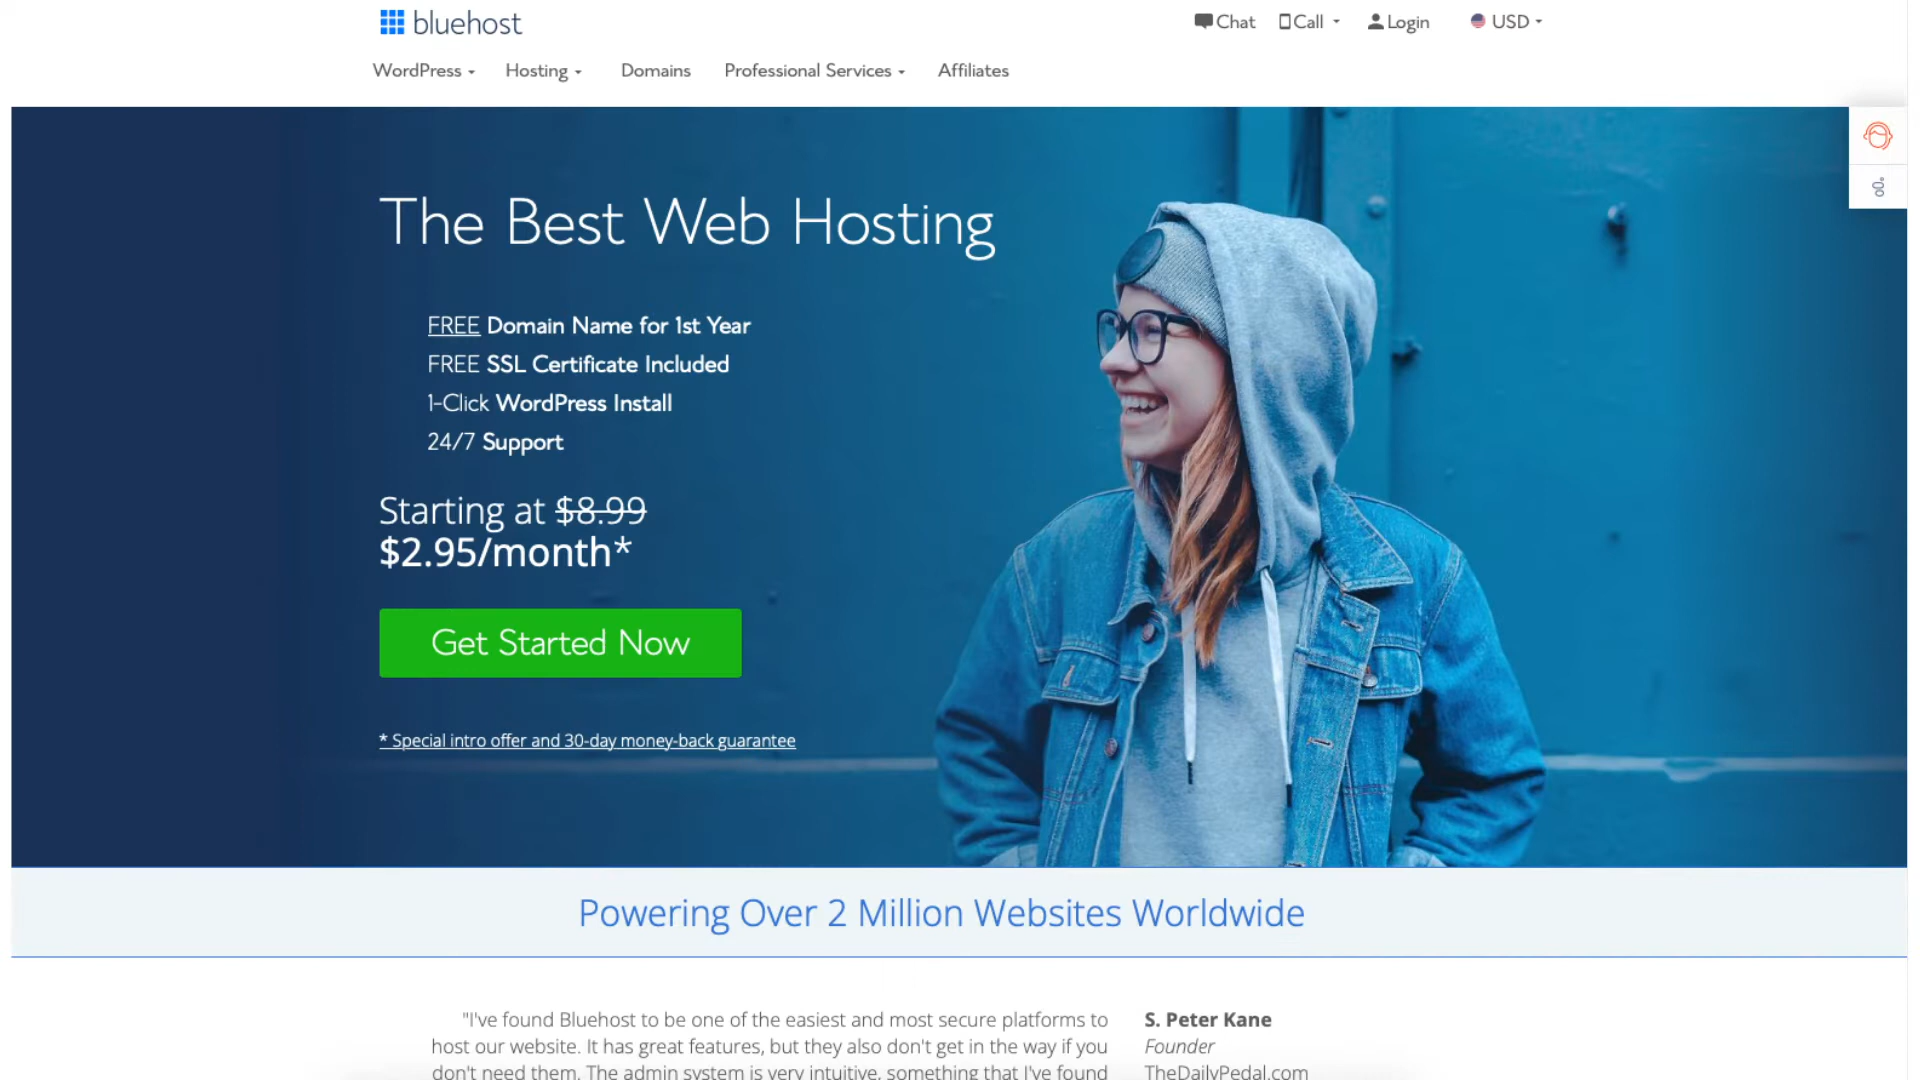 bluehost
Chat Call Login USD
WordPress Hosting Domains Professional Services Affiliates
The Best Web Hosting
FREE Domain Name for 1st Year
FREE SSL Certificate Included
1-Click WordPress Install
24/7 Support
Starting at $8.99
$2.95/month*
Get Started Now
* Special intro offer and 30-day money-back guarantee
Powering Over 2 Million Websites Worldwide
"I've found Bluehost to be one of the easiest and most secure platforms to
host our website. It has great features, but they also don't get in the way if you
don't need them. The admin system is very intuitive, something that I've found
S. Peter Kane
Founder
TheDailyPedal.com